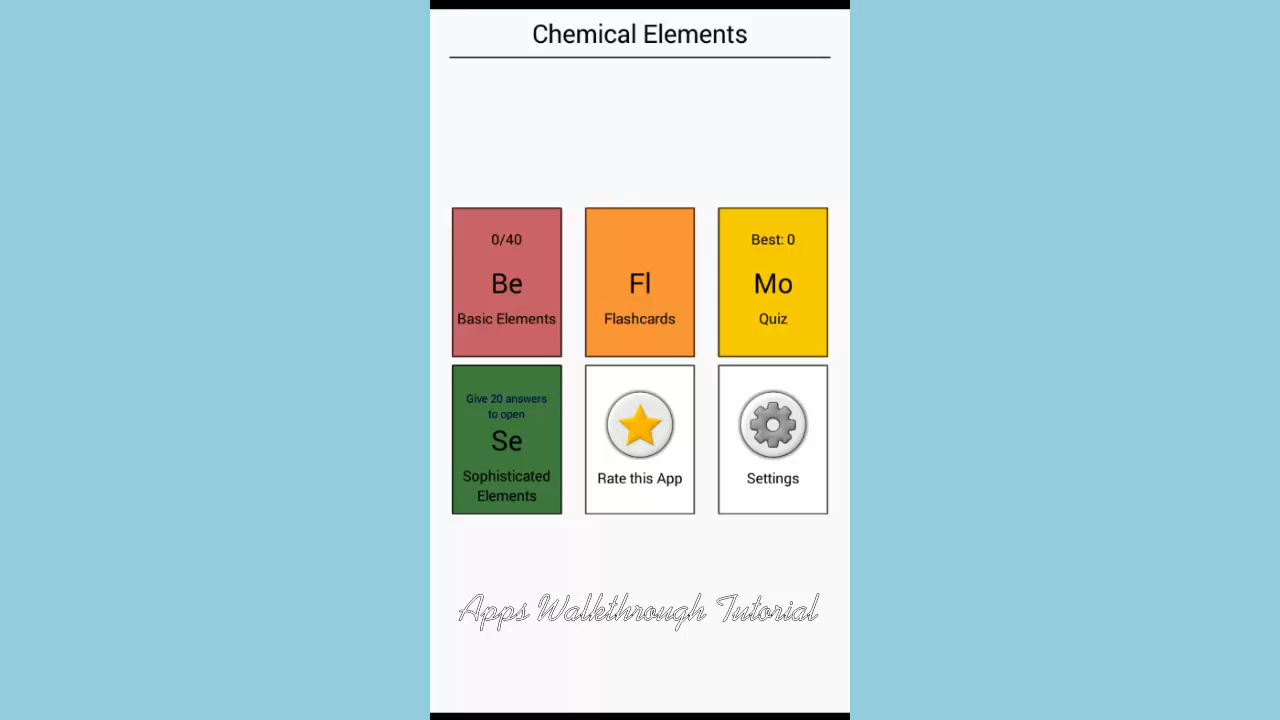 Chemical Elements
0/40
Be
Basic Elements
Fl
Flashcards
Best: 0
Mo
Quiz
Give 20 answers
to open
Se
Sophisticated
Elements
Rate this App
Settings
Apps Walkthrough Tutorial